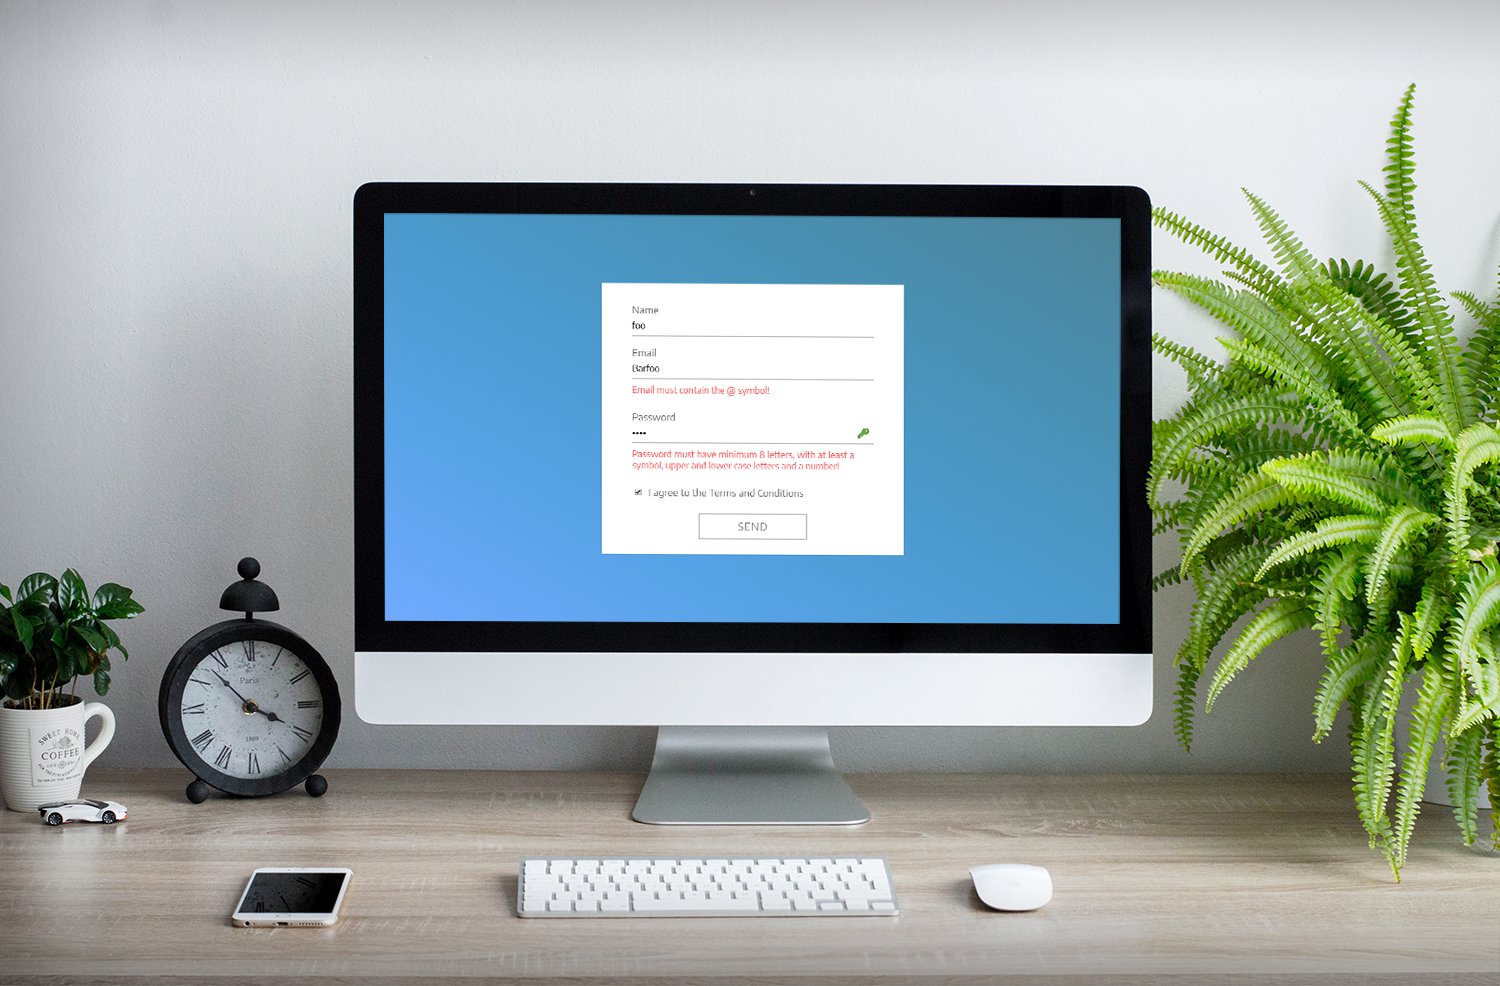 Name
foo
Email
Barfoo
Email must contain the @ symbol!
Password
••••
Password must have minimum 8 letters, with at least a
symbol, upper and lower case letters and a number!
I agree to the Terms and Conditions
SEND
Paris
1869
SWEET HOME
COFFEE